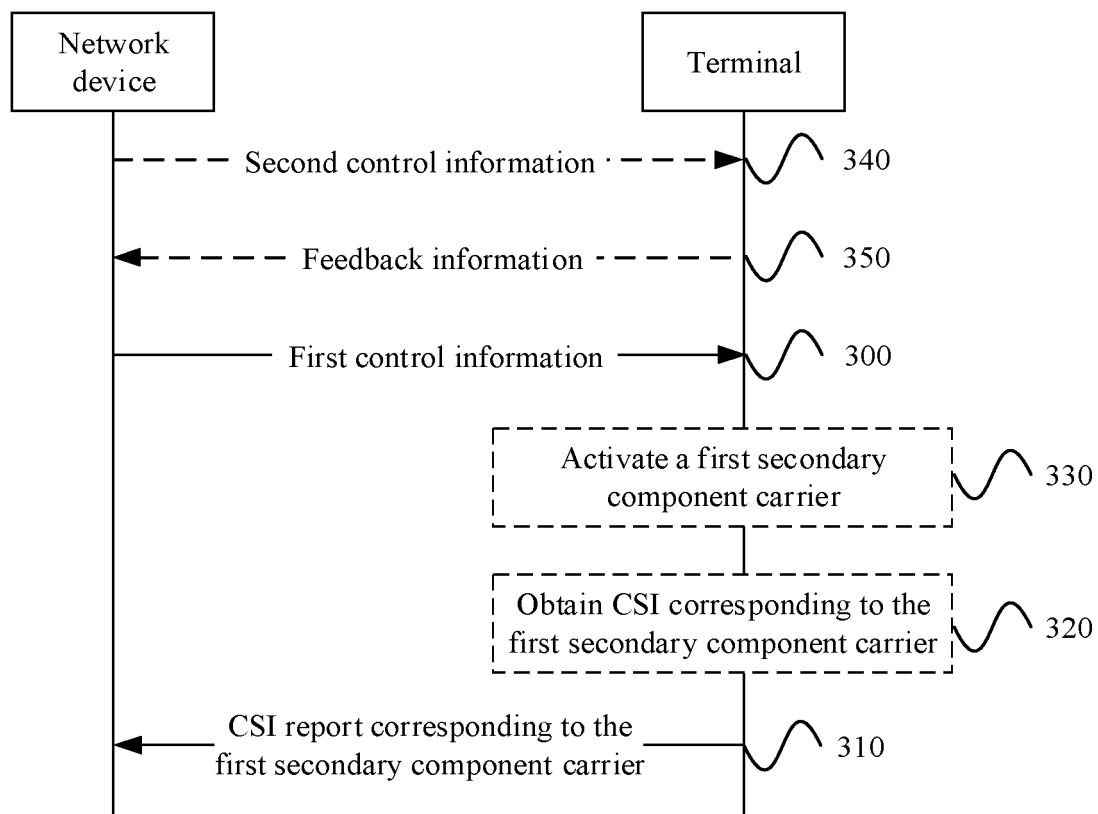 Network
device
Terminal
Second control information
340
Feedback information
350
First control information
300
Activate a first secondary
component carrier
330
Obtain CSI corresponding to the
first secondary component carrier
320
CSI report corresponding to the
first secondary component carrier
310